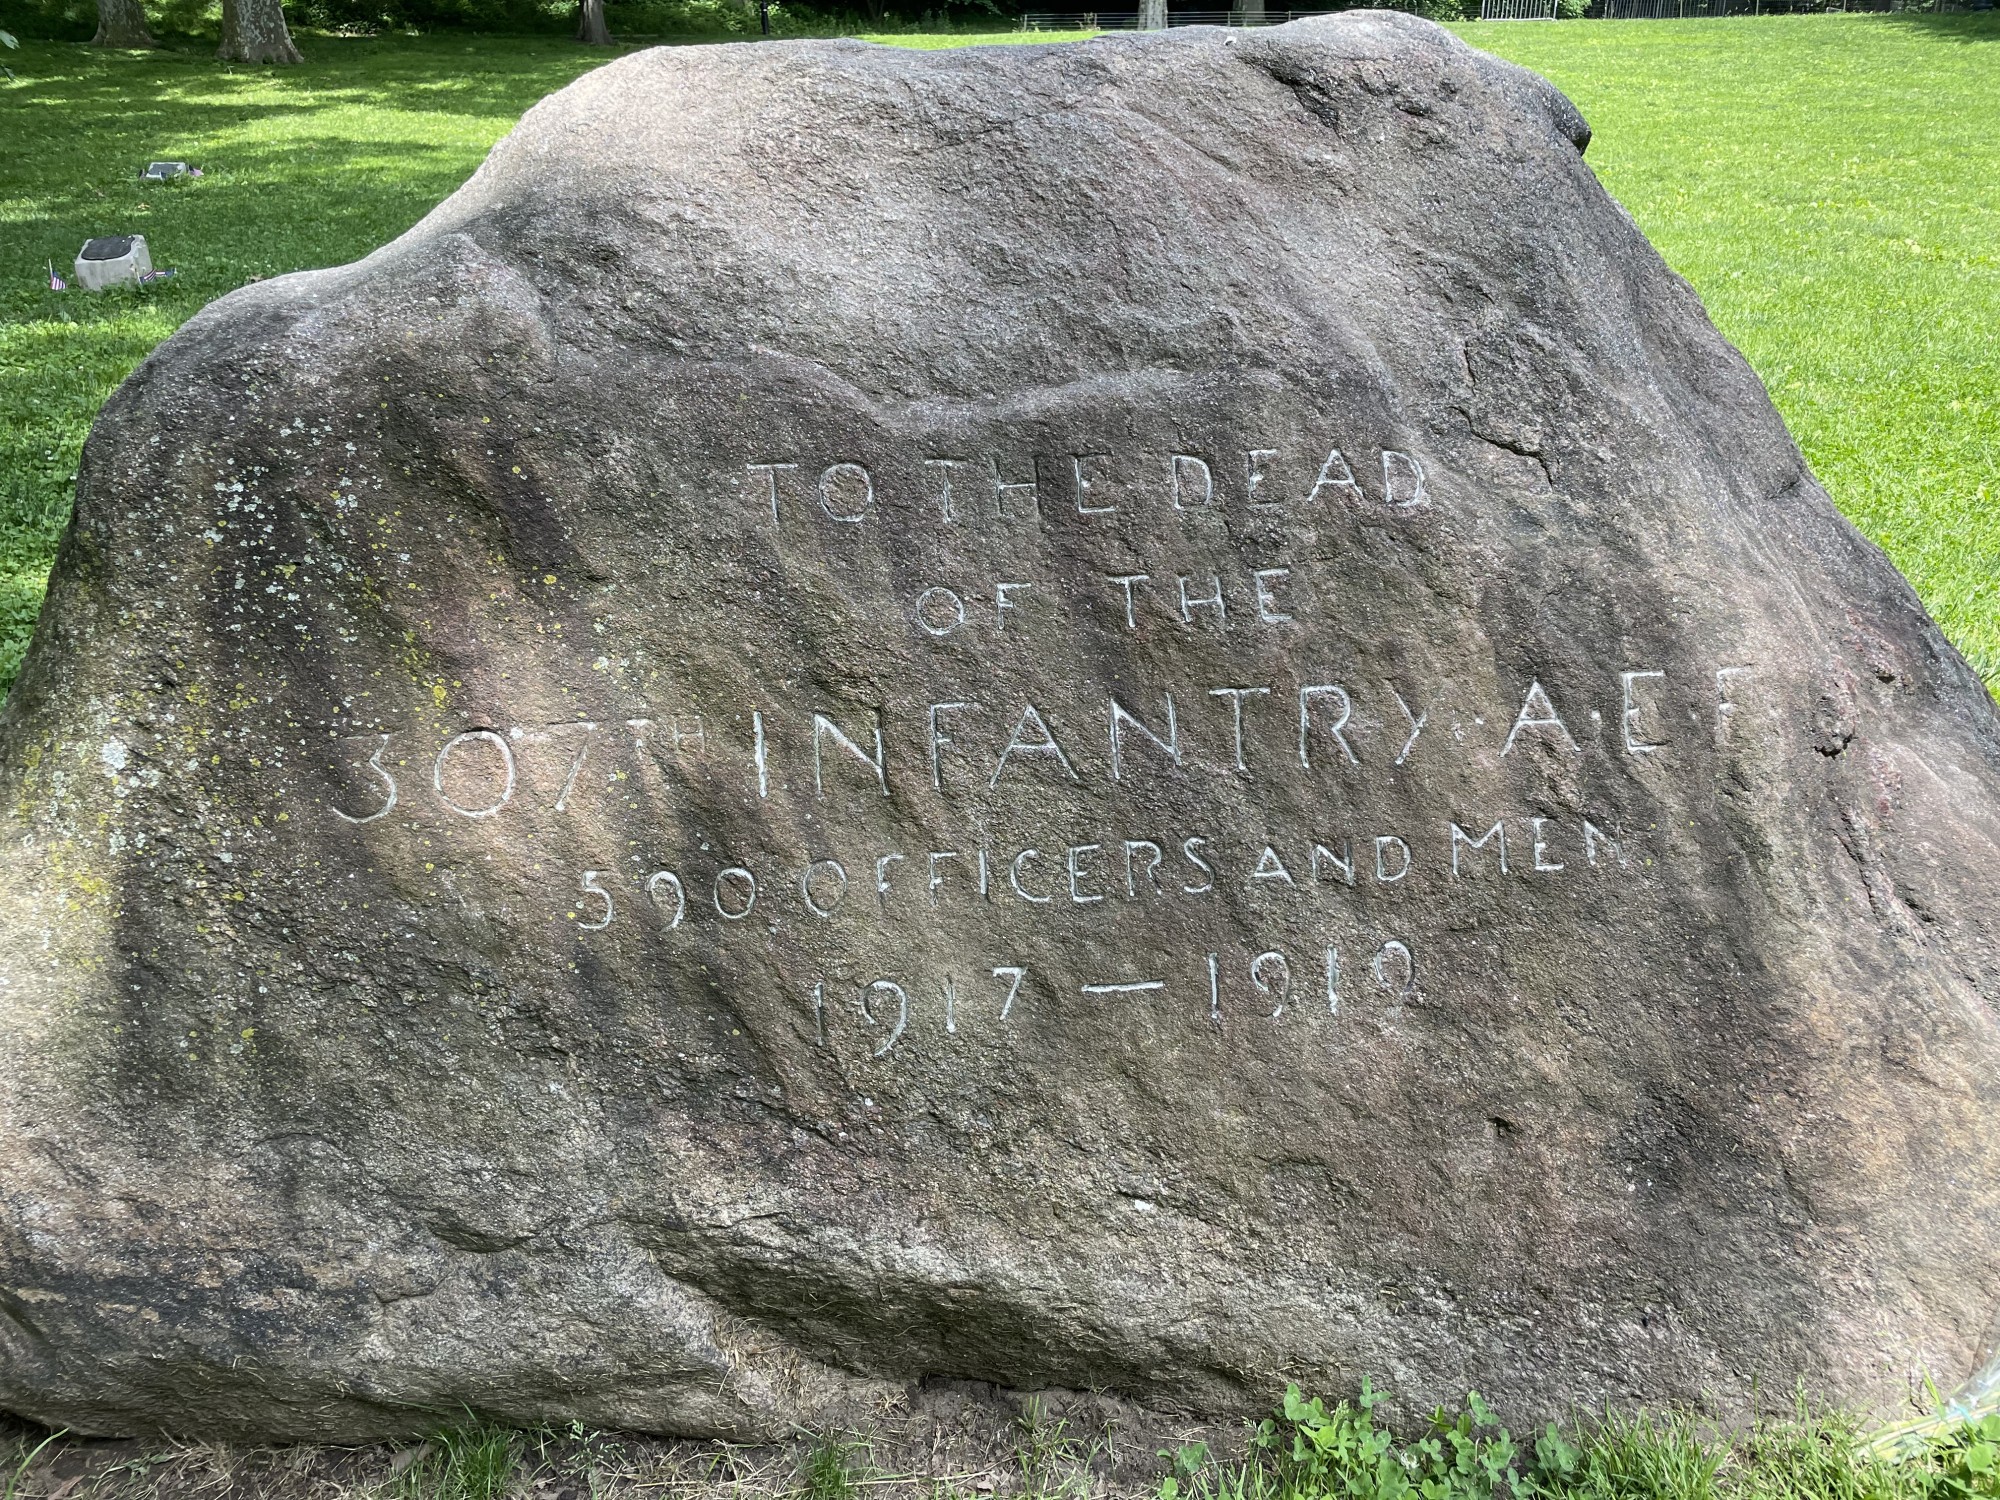 TO THE DEAD
OF THE
307TH INFANTRY · A · E · F
590 OFFICERS AND MEN
1917 — 1919